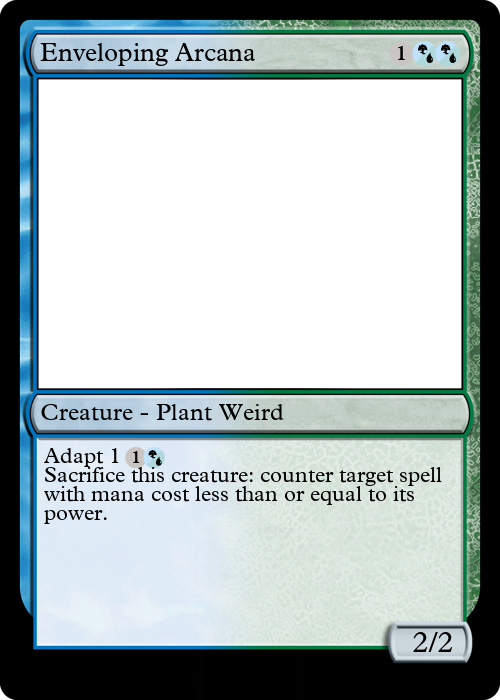 Enveloping Arcana 1
Creature - Plant Weird
Adapt 1 1
Sacrifice this creature: counter target spell
with mana cost less than or equal to its
power.
2/2